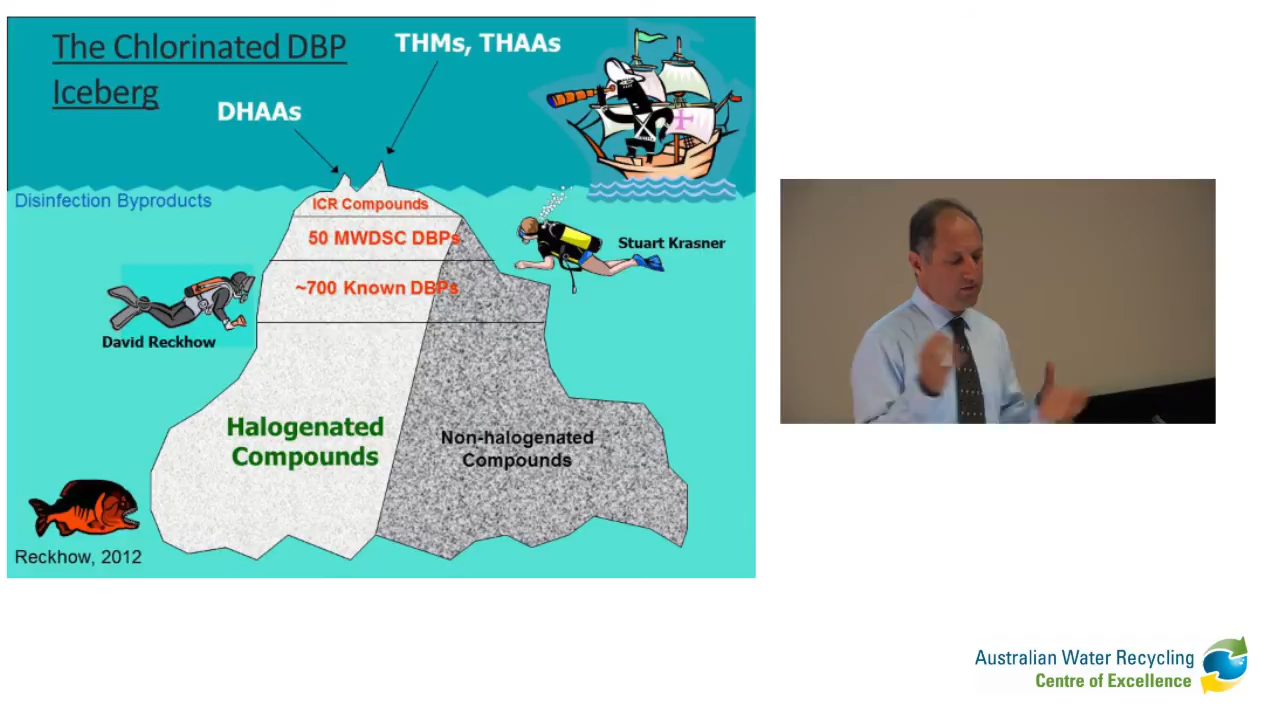 The Chlorinated DBP
Iceberg
THMs, THAAs
DHAAs
Disinfection Byproducts
ICR Compounds
50 MWDSC DBPs
Stuart Krasner
~700 Known DBPs
David Reckhow
Halogenated
Compounds
Non-halogenated
Compounds
Reckhow, 2012
Australian Water Recycling
Centre of Excellence